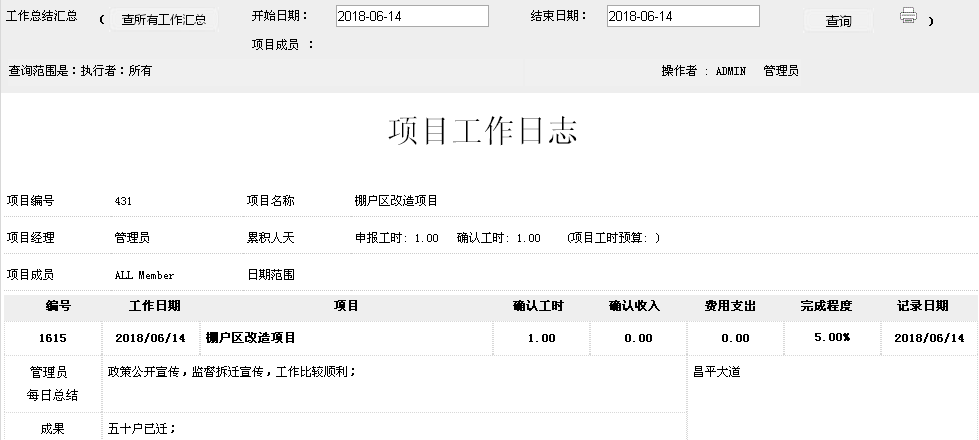 工作总结汇总 ( 查所有工作汇总 开始日期： 2018-06-14 结束日期： 2018-06-14 查询 )
项目成员 ：
查询范围是：执行者：所有 操作者 : ADMIN 管理员
项目工作日志
项目编号 431 项目名称 棚户区改造项目
项目经理 管理员 累积人天 申报工时: 1.00 确认工时: 1.00 (项目工时预算: )
项目成员 ALL Member 日期范围
编号 工作日期 项目 确认工时 确认收入 费用支出 完成程度 记录日期
1615 2018/06/14 棚户区改造项目 1.00 0.00 0.00 5.00% 2018/06/14
管理员 政策公开宣传，监督拆迁宣传，工作比较顺利； 昌平大道
每日总结
成果 五十户已迁；